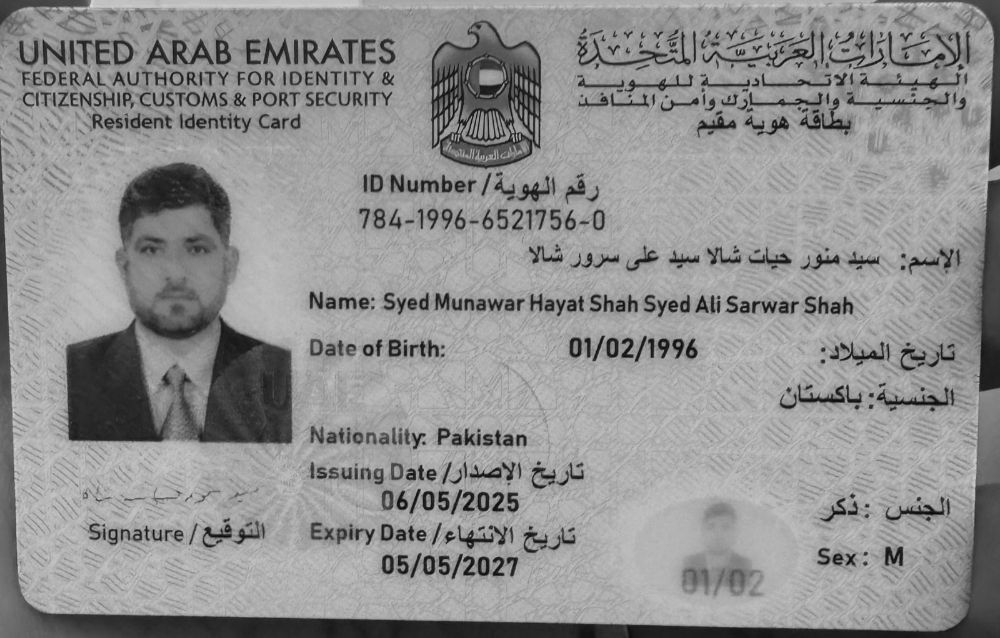 UNITED ARAB EMIRATES
FEDERAL AUTHORITY FOR IDENTITY &
CITIZENSHIP, CUSTOMS & PORT SECURITY
Resident Identity Card
الإمارات العربية المتحدة
الهيئة الاتحادية للهوية
والجنسية والجمارك وأمن المنافذ
بطاقة هوية مقيم
ID Number / رقم الهوية
784-1996-6521756-0
الإسم: سيد منور حيات شالا سيد على سرور شالا
Name: Syed Munawar Hayat Shah Syed Ali Sarwar Shah
Date of Birth: 01/02/1996 تاريخ الميلاد:
الجنسية: باكستان
Nationality: Pakistan
Issuing Date / تاريخ الإصدار
06/05/2025
الجنس : ذكر
Signature / التوقيع
Expiry Date / تاريخ الانتهاء
05/05/2027
Sex: M
01/02